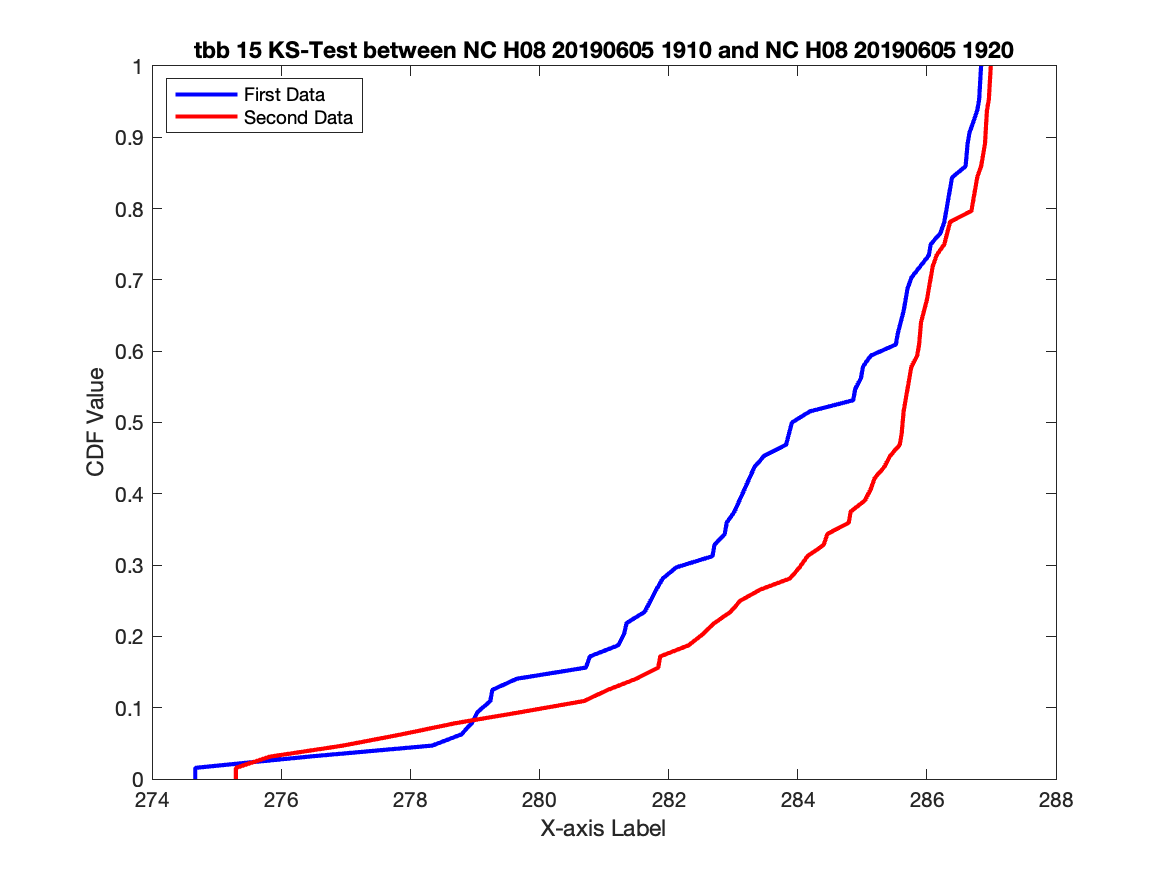 tbb 15 KS-Test between NC H08 20190605 1910 and NC H08 20190605 1920
First Data
Second Data
1
0.9
0.8
0.7
0.6
0.5
0.4
0.3
0.2
0.1
0
CDF Value
274 276 278 280 282 284 286 288
X-axis Label